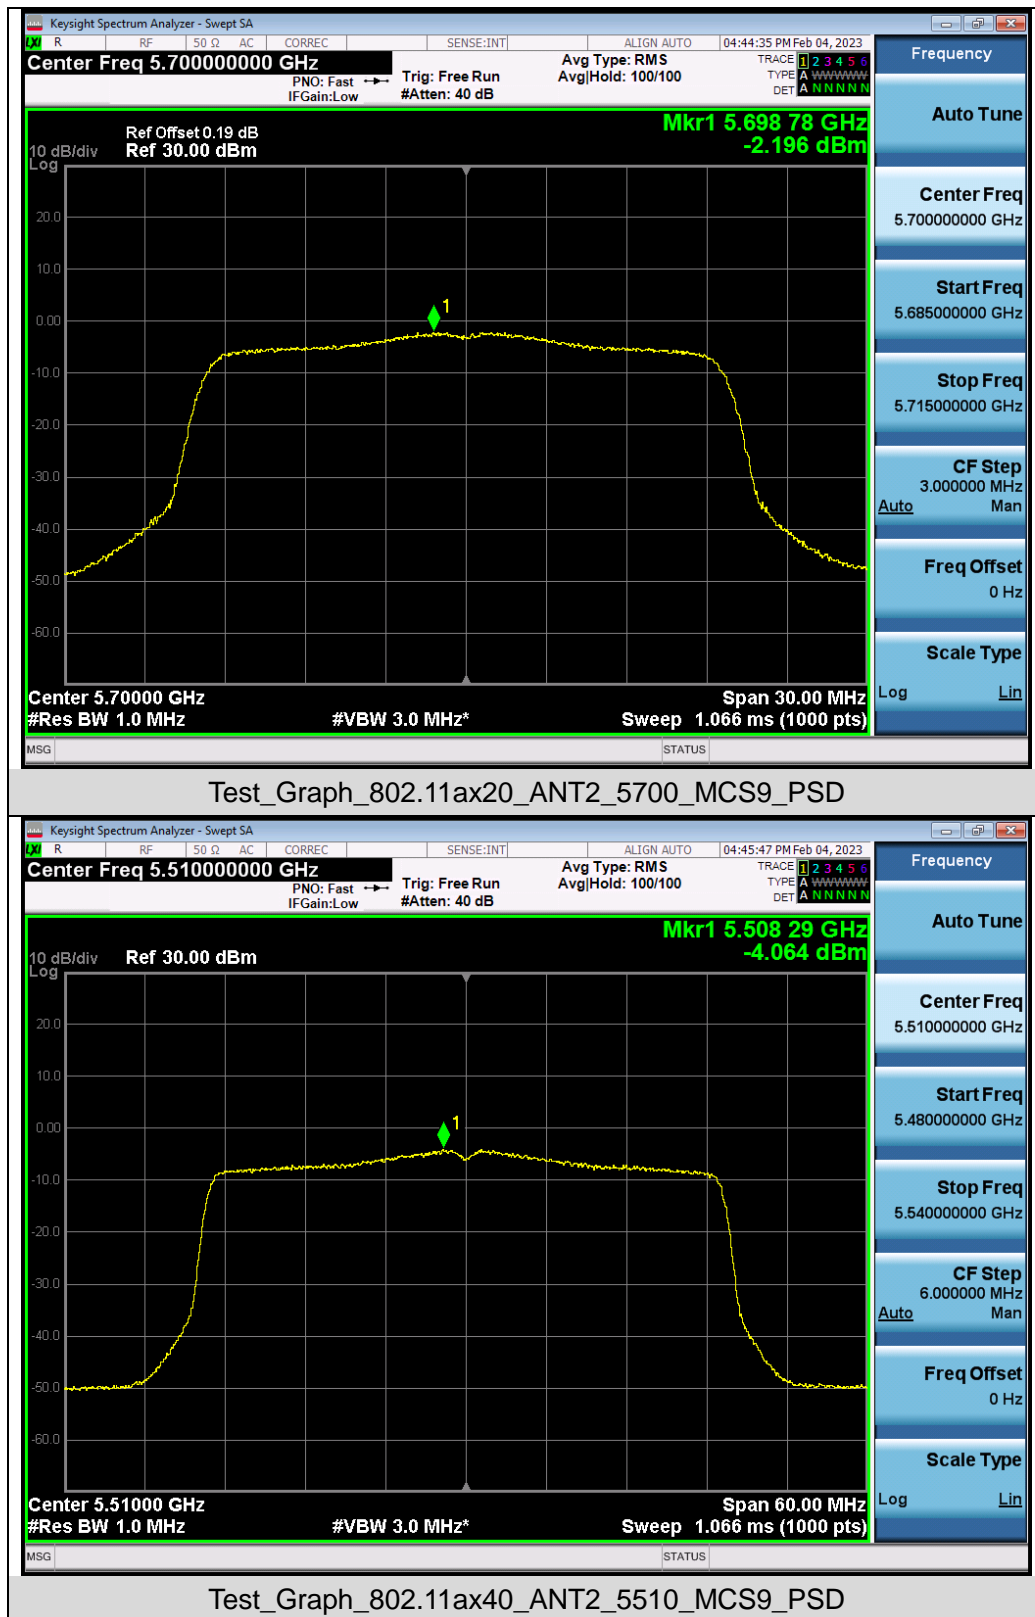 Keysight Spectrum Analyzer - Swept SA
LXI R RF 50 Ω AC CORREC SENSE:INT ALIGN AUTO 04:44:35 PM Feb 04, 2023
Center Freq 5.700000000 GHz Avg Type: RMS TRACE 1 2 3 4 5 6
PNO: Fast Trig: Free Run Avg|Hold: 100/100 TYPE A WWWWW
IFGain:Low #Atten: 40 dB DET A N N N N N
Mkr1 5.698 78 GHz
Ref Offset 0.19 dB
10 dB/div Ref 30.00 dBm -2.196 dBm
Log
20.0
10.0
0.00
-10.0
-20.0
-30.0
-40.0
-50.0
-60.0
1
Center 5.70000 GHz Span 30.00 MHz
#Res BW 1.0 MHz #VBW 3.0 MHz* Sweep 1.066 ms (1000 pts)
MSG STATUS
Frequency
Auto Tune
Center Freq
5.700000000 GHz
Start Freq
5.685000000 GHz
Stop Freq
5.715000000 GHz
CF Step
3.000000 MHz
Auto Man
Freq Offset
0 Hz
Scale Type
Log Lin
Test_Graph_802.11ax20_ANT2_5700_MCS9_PSD
Keysight Spectrum Analyzer - Swept SA
LXI R RF 50 Ω AC CORREC SENSE:INT ALIGN AUTO 04:45:47 PM Feb 04, 2023
Center Freq 5.510000000 GHz Avg Type: RMS TRACE 1 2 3 4 5 6
PNO: Fast Trig: Free Run Avg|Hold: 100/100 TYPE A WWWWW
IFGain:Low #Atten: 40 dB DET A N N N N N
Mkr1 5.508 29 GHz
10 dB/div Ref 30.00 dBm -4.064 dBm
Log
20.0
10.0
0.00
-10.0
-20.0
-30.0
-40.0
-50.0
-60.0
1
Center 5.51000 GHz Span 60.00 MHz
#Res BW 1.0 MHz #VBW 3.0 MHz* Sweep 1.066 ms (1000 pts)
MSG STATUS
Frequency
Auto Tune
Center Freq
5.510000000 GHz
Start Freq
5.480000000 GHz
Stop Freq
5.540000000 GHz
CF Step
6.000000 MHz
Auto Man
Freq Offset
0 Hz
Scale Type
Log Lin
Test_Graph_802.11ax40_ANT2_5510_MCS9_PSD